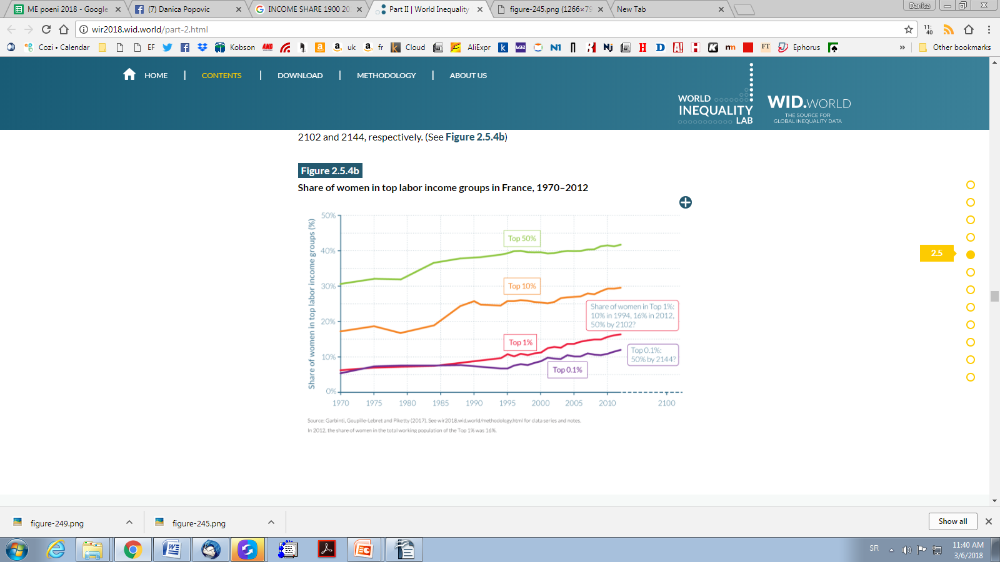 ME poeni 2018 - Google
(7) Danica Popovic
INCOME SHARE 1900 20
Part II | World Inequality
figure-245.png (1266×79
New Tab
Danica
wir2018.wid.world/part-2.html
11:
40
Cozi • Calendar
EF
Kobson
uk
fr
Cloud
AliExpr
b92
N1
Nj
FT
Ephorus
»
Other bookmarks
HOME | CONTENTS | DOWNLOAD | METHODOLOGY | ABOUT US
WORLD
INEQUALITY
LAB
WID.WORLD
THE SOURCE FOR
GLOBAL INEQUALITY DATA
2102 and 2144, respectively. (See Figure 2.5.4b)
Figure 2.5.4b
Share of women in top labor income groups in France, 1970–2012
Share of women in top labor income groups (%)
50%
40%
30%
20%
10%
0%
Top 50%
Top 10%
Share of women in Top 1%:
10% in 1994, 16% in 2012,
50% by 2102?
Top 1%
Top 0.1%:
50% by 2144?
Top 0.1%
1970 1975 1980 1985 1990 1995 2000 2005 2010 2100
Source: Garbinti, Goupille-Lebret and Piketty (2017). See wir2018.wid.world/methodology.html for data series and notes.
In 2012, the share of women in the total working population of the Top 1% was 16%.
2.5
figure-249.png
figure-245.png
Show all
SR
11:40 AM
3/6/2018